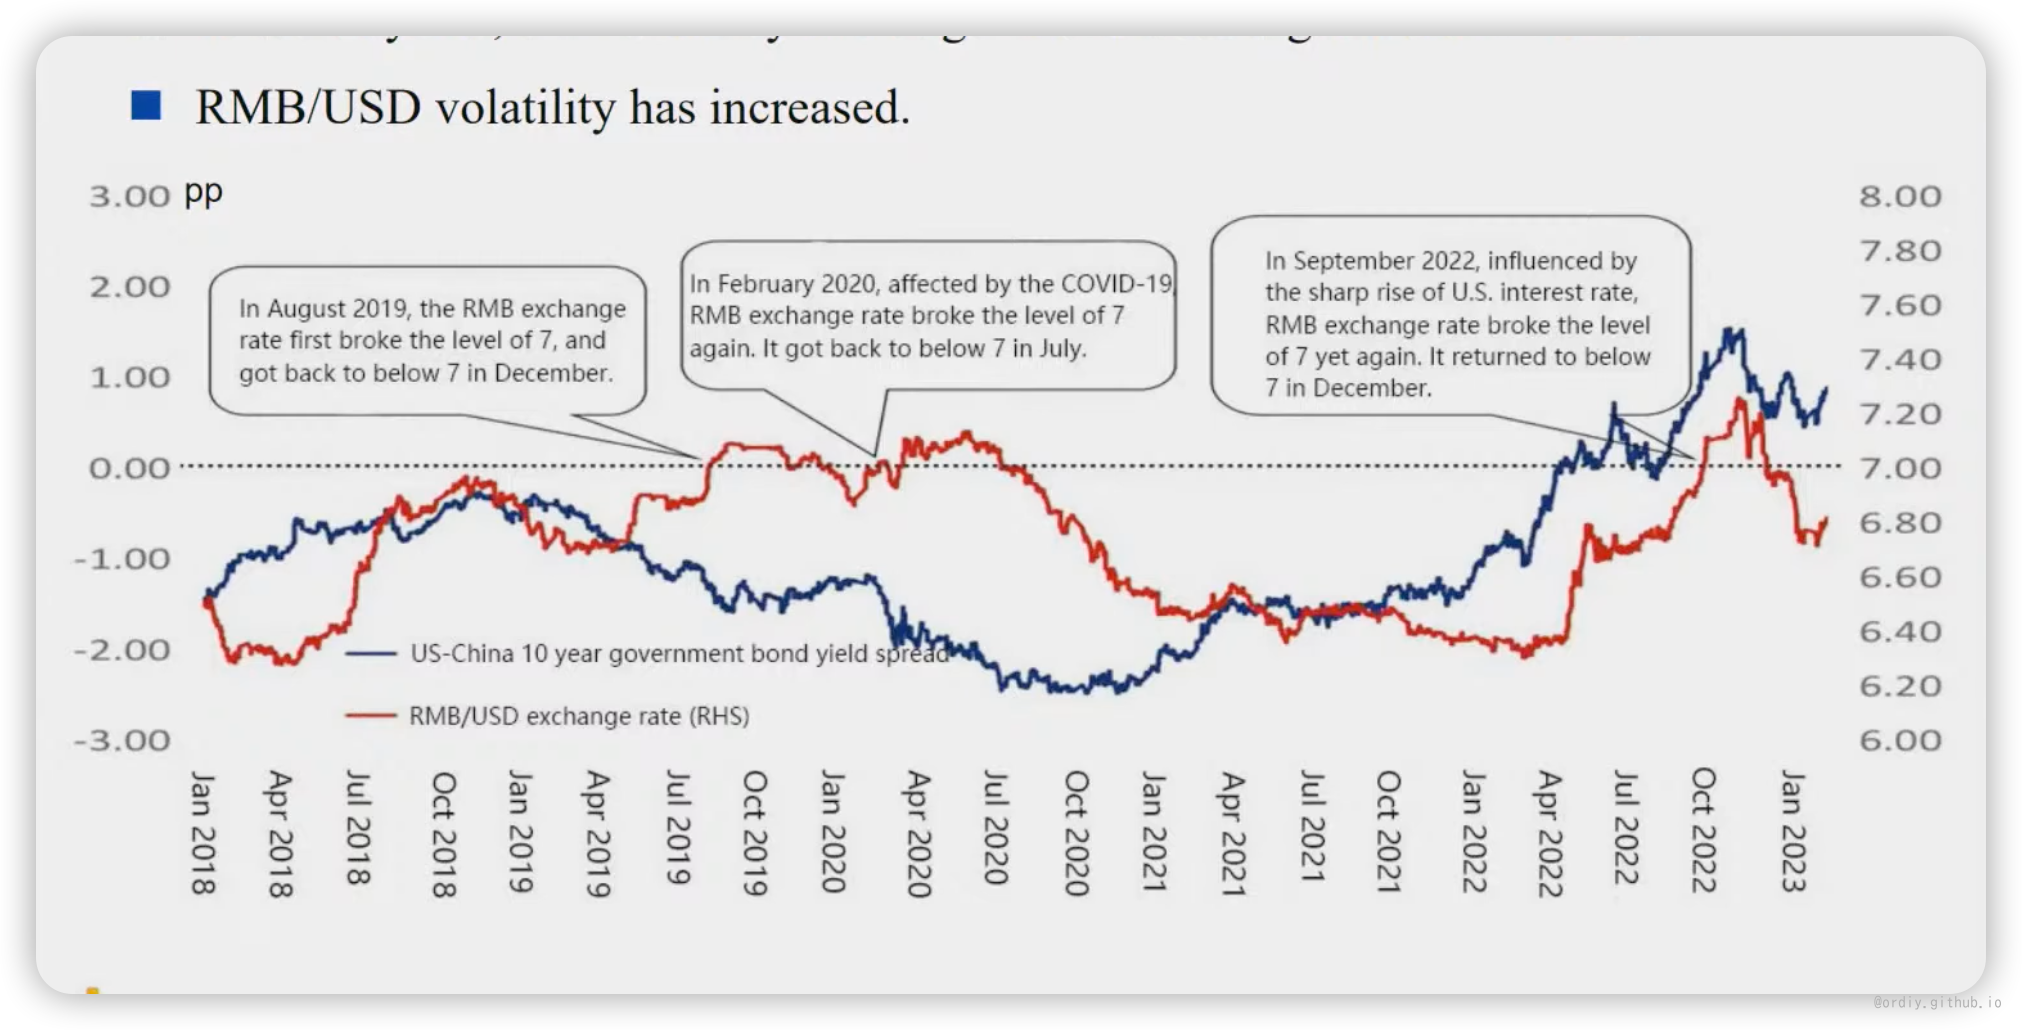 RMB/USD volatility has increased.
pp
3.00
2.00
1.00
0.00
-1.00
-2.00
-3.00
8.00
7.80
7.60
7.40
7.20
7.00
6.80
6.60
6.40
6.20
6.00
In August 2019, the RMB exchange
rate first broke the level of 7, and
got back to below 7 in December.
In February 2020, affected by the COVID-19,
RMB exchange rate broke the level of 7
again. It got back to below 7 in July.
In September 2022, influenced by
the sharp rise of U.S. interest rate,
RMB exchange rate broke the level
of 7 yet again. It returned to below
7 in December.
US-China 10 year government bond yield spread
RMB/USD exchange rate (RHS)
Jan 2018
Apr 2018
Jul 2018
Oct 2018
Jan 2019
Apr 2019
Jul 2019
Oct 2019
Jan 2020
Apr 2020
Jul 2020
Oct 2020
Jan 2021
Apr 2021
Jul 2021
Oct 2021
Jan 2022
Apr 2022
Jul 2022
Oct 2022
Jan 2023
@ordiy.github.io